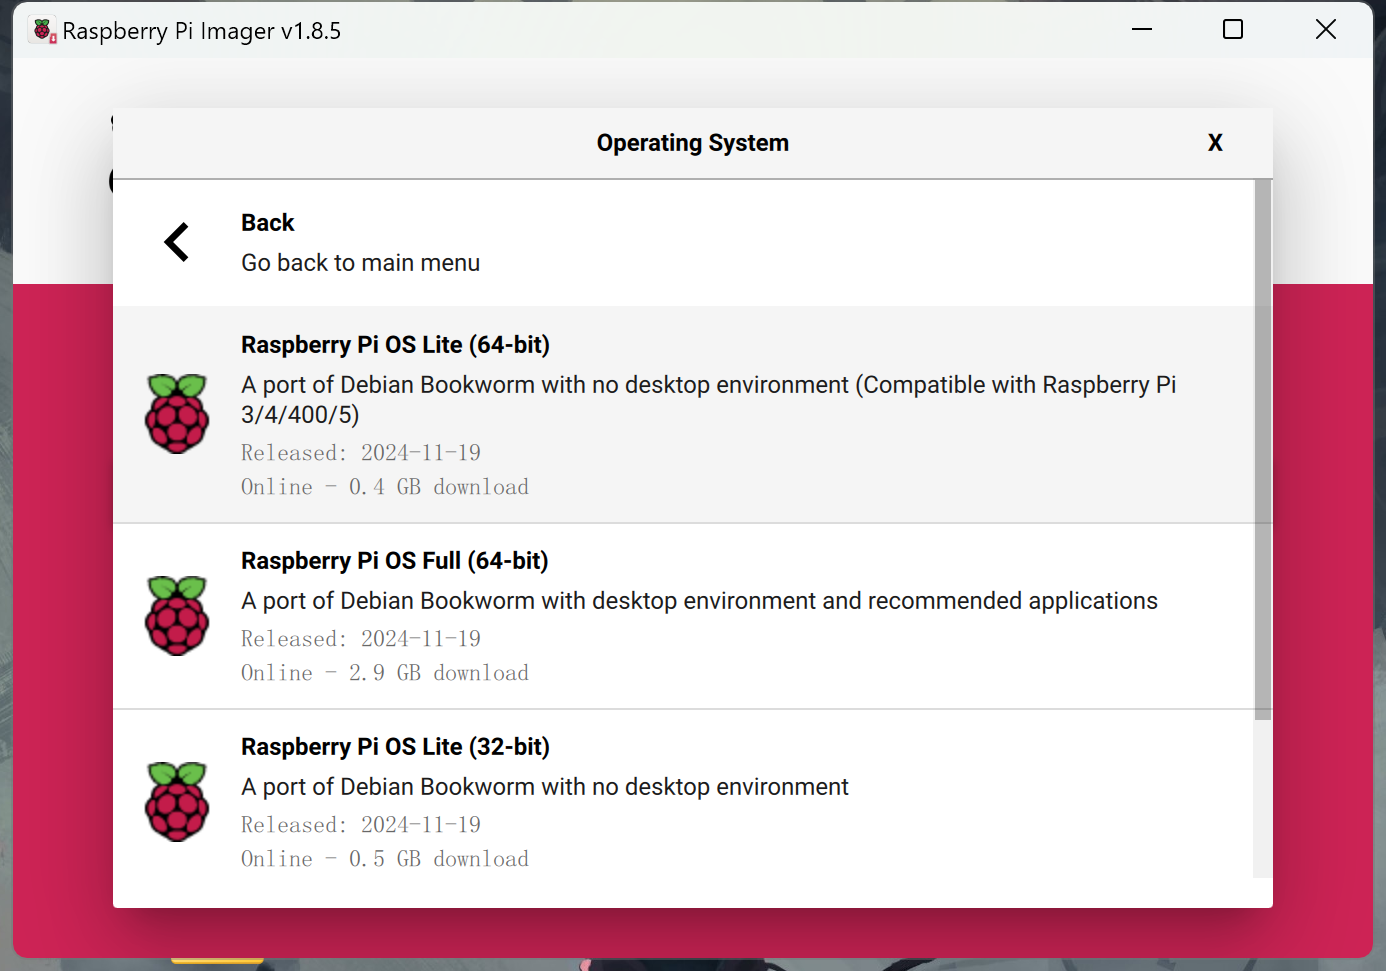 Raspberry Pi Imager v1.8.5
Operating System
X
Back
Go back to main menu
Raspberry Pi OS Lite (64-bit)
A port of Debian Bookworm with no desktop environment (Compatible with Raspberry Pi
3/4/400/5)
Released: 2024-11-19
Online - 0.4 GB download
Raspberry Pi OS Full (64-bit)
A port of Debian Bookworm with desktop environment and recommended applications
Released: 2024-11-19
Online - 2.9 GB download
Raspberry Pi OS Lite (32-bit)
A port of Debian Bookworm with no desktop environment
Released: 2024-11-19
Online - 0.5 GB download